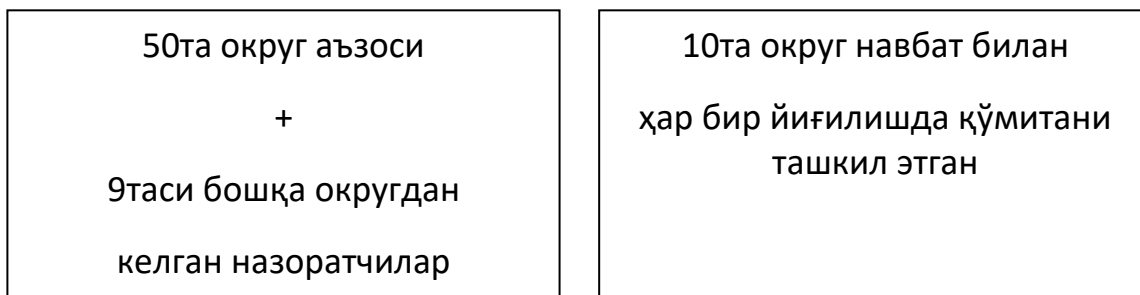 50та округ аъзоси
+
9таси бошқа округдан
келган назоратчилар
10та округ навбат билан
ҳар бир йиғилишда қўмитани
ташкил этган